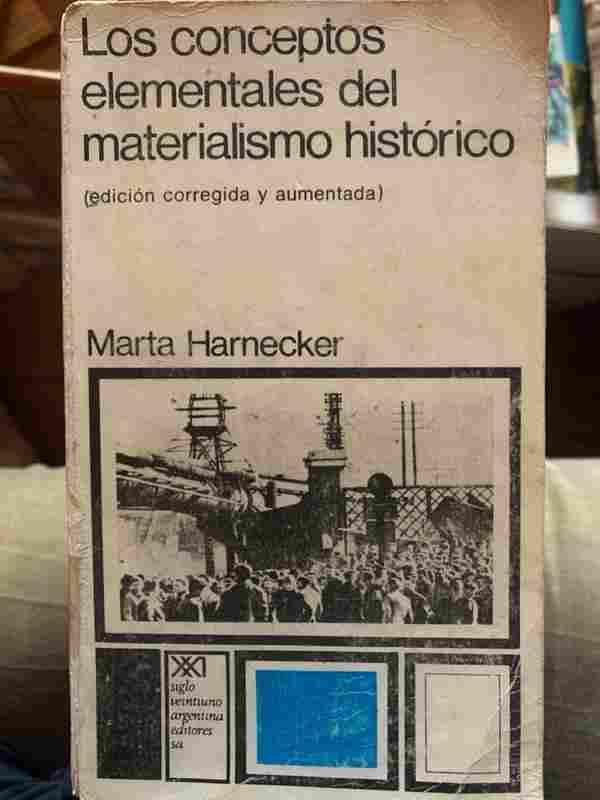 Los conceptos
elementales del
materialismo histórico
(edición corregida y aumentada)
Marta Harnecker
XXI
siglo
veintiuno
argentina
editores
sa